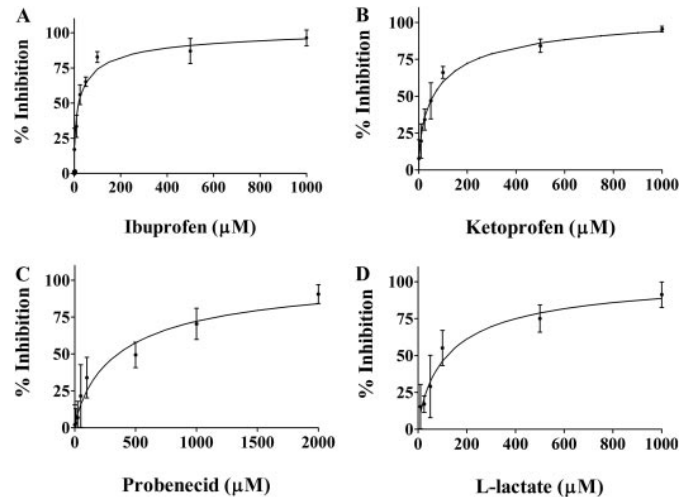 A
100
75
50
25
0
% Inhibition
0 200 400 600 800 1000
Ibuprofen (µM)
B
100
75
50
25
0
% Inhibition
0 200 400 600 800 1000
Ketoprofen (µM)
C
100
75
50
25
0
% Inhibition
0 500 1000 1500 2000
Probenecid (µM)
D
100
75
50
25
0
% Inhibition
0 200 400 600 800 1000
L-lactate (µM)